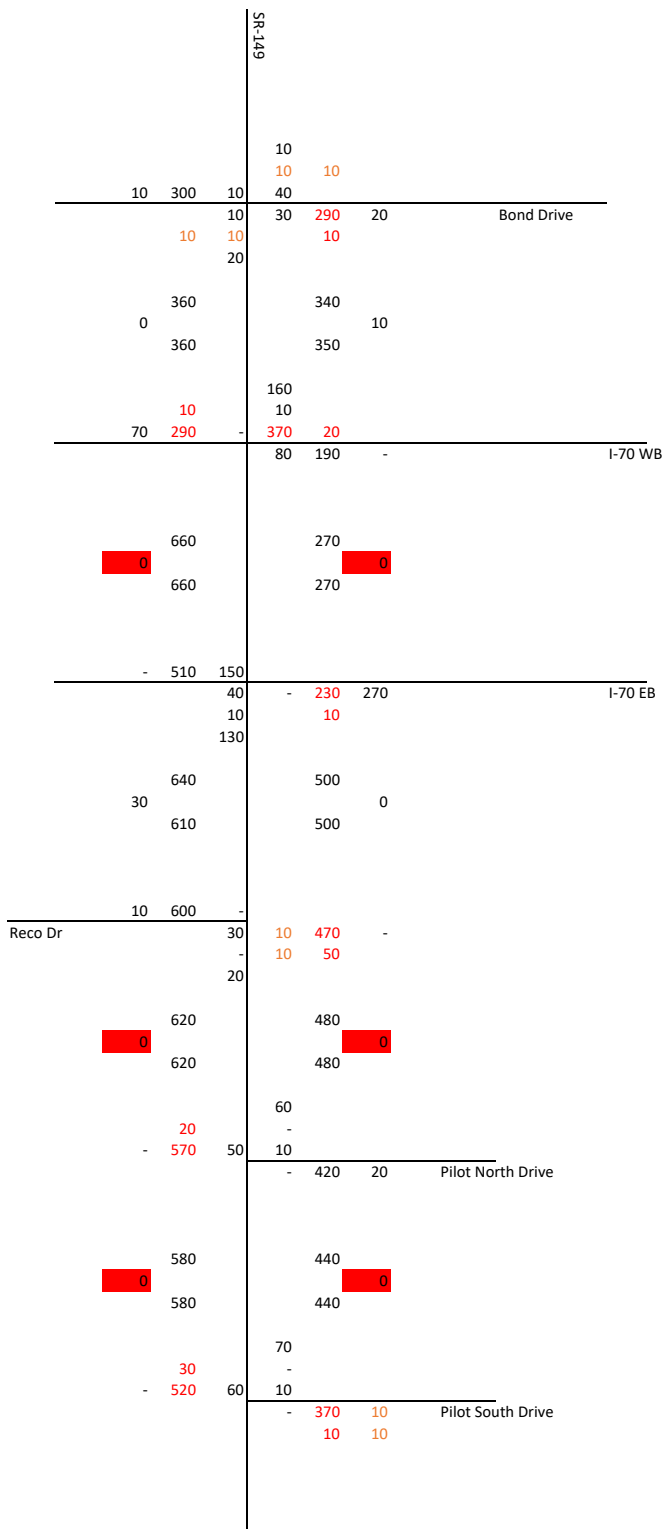 SR-149
10
10 10
10 300 10 40
10 30 290 20 Bond Drive
10 10 10
20
360 340
0 10
360 350
160
10 10
70 290 - 370 20
80 190 - I-70 WB
660 270
0 0
660 270
- 510 150
40 - 230 270 I-70 EB
10 10
130
640 500
30 0
610 500
10 600 -
Reco Dr 30 10 470 -
- 10 50
20
620 480
0 0
620 480
60
20 -
- 570 50 10
- 420 20 Pilot North Drive
580 440
0 0
580 440
70
30 -
- 520 60 10
- 370 10 Pilot South Drive
10 10